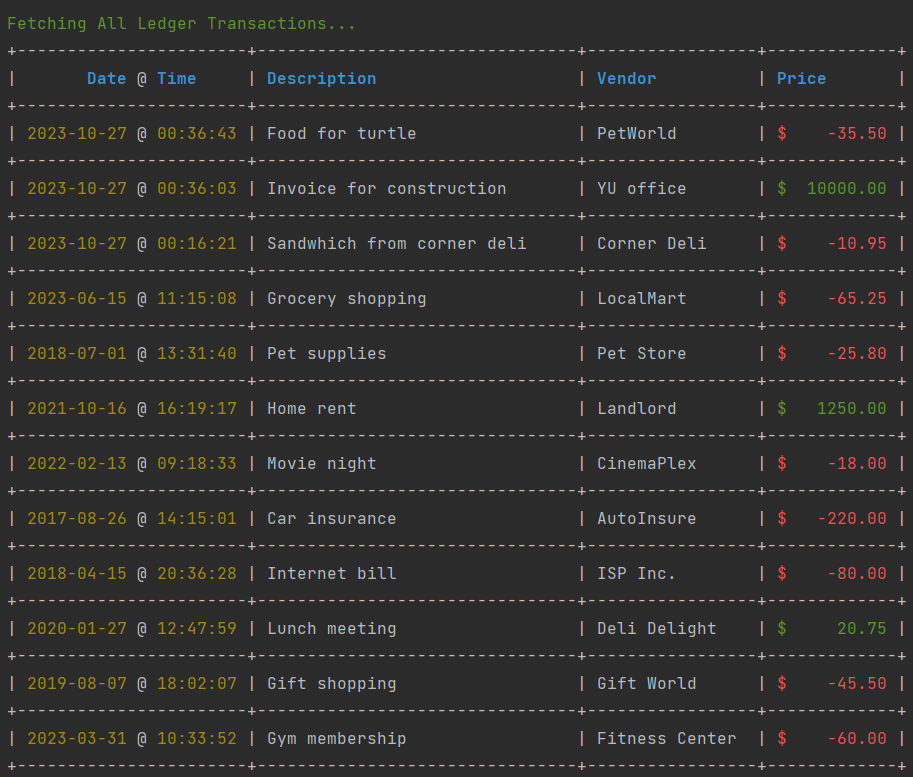 Fetching All Ledger Transactions...
+-----------------------+--------------------------------+-----------------+-------------+
|       Date @ Time     | Description                    | Vendor          | Price       |
+-----------------------+--------------------------------+-----------------+-------------+
| 2023-10-27 @ 00:36:43 | Food for turtle                | PetWorld        | $    -35.50 |
+-----------------------+--------------------------------+-----------------+-------------+
| 2023-10-27 @ 00:36:03 | Invoice for construction       | YU office       | $  10000.00 |
+-----------------------+--------------------------------+-----------------+-------------+
| 2023-10-27 @ 00:16:21 | Sandwhich from corner deli     | Corner Deli     | $    -10.95 |
+-----------------------+--------------------------------+-----------------+-------------+
| 2023-06-15 @ 11:15:08 | Grocery shopping               | LocalMart       | $    -65.25 |
+-----------------------+--------------------------------+-----------------+-------------+
| 2018-07-01 @ 13:31:40 | Pet supplies                   | Pet Store       | $    -25.80 |
+-----------------------+--------------------------------+-----------------+-------------+
| 2021-10-16 @ 16:19:17 | Home rent                      | Landlord        | $   1250.00 |
+-----------------------+--------------------------------+-----------------+-------------+
| 2022-02-13 @ 09:18:33 | Movie night                    | CinemaPlex      | $    -18.00 |
+-----------------------+--------------------------------+-----------------+-------------+
| 2017-08-26 @ 14:15:01 | Car insurance                  | AutoInsure      | $   -220.00 |
+-----------------------+--------------------------------+-----------------+-------------+
| 2018-04-15 @ 20:36:28 | Internet bill                  | ISP Inc.        | $    -80.00 |
+-----------------------+--------------------------------+-----------------+-------------+
| 2020-01-27 @ 12:47:59 | Lunch meeting                  | Deli Delight    | $     20.75 |
+-----------------------+--------------------------------+-----------------+-------------+
| 2019-08-07 @ 18:02:07 | Gift shopping                  | Gift World      | $    -45.50 |
+-----------------------+--------------------------------+-----------------+-------------+
| 2023-03-31 @ 10:33:52 | Gym membership                 | Fitness Center  | $    -60.00 |
+-----------------------+--------------------------------+-----------------+-------------+